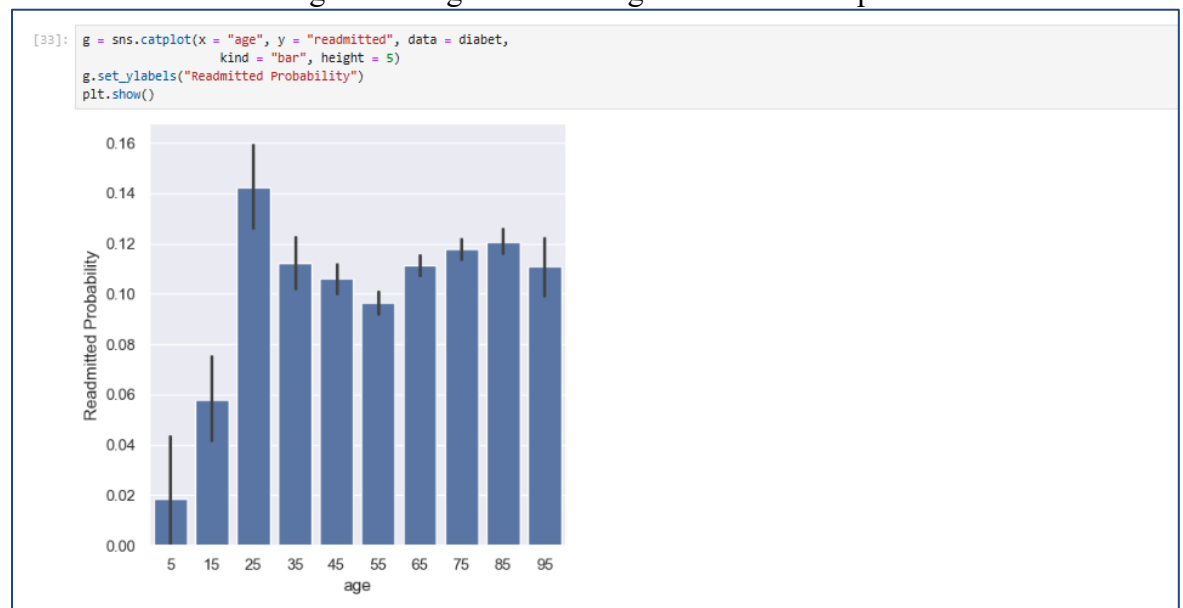 [33]: g = sns.catplot(x = "age", y = "readmitted", data = diabet,
kind = "bar", height = 5)
g.set_ylabels("Readmitted Probability")
plt.show()
0.16
0.14
0.12
0.10
0.08
0.06
0.04
0.02
0.00
Readmitted Probability
5 15 25 35 45 55 65 75 85 95
age